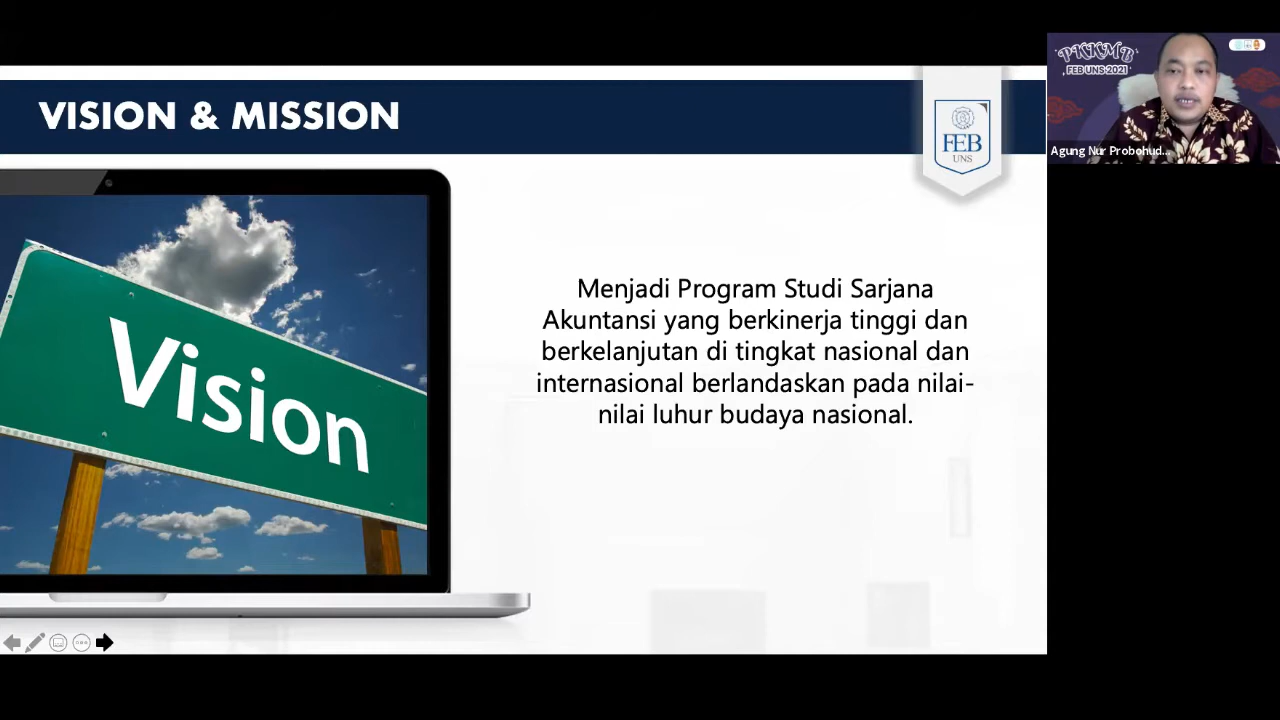 VISION & MISSION
FEB
UNS
Vision
Menjadi Program Studi Sarjana
Akuntansi yang berkinerja tinggi dan
berkelanjutan di tingkat nasional dan
internasional berlandaskan pada nilai-
nilai luhur budaya nasional.
PKKMB
FEB UNS 2021
Agung Nur Probohud...